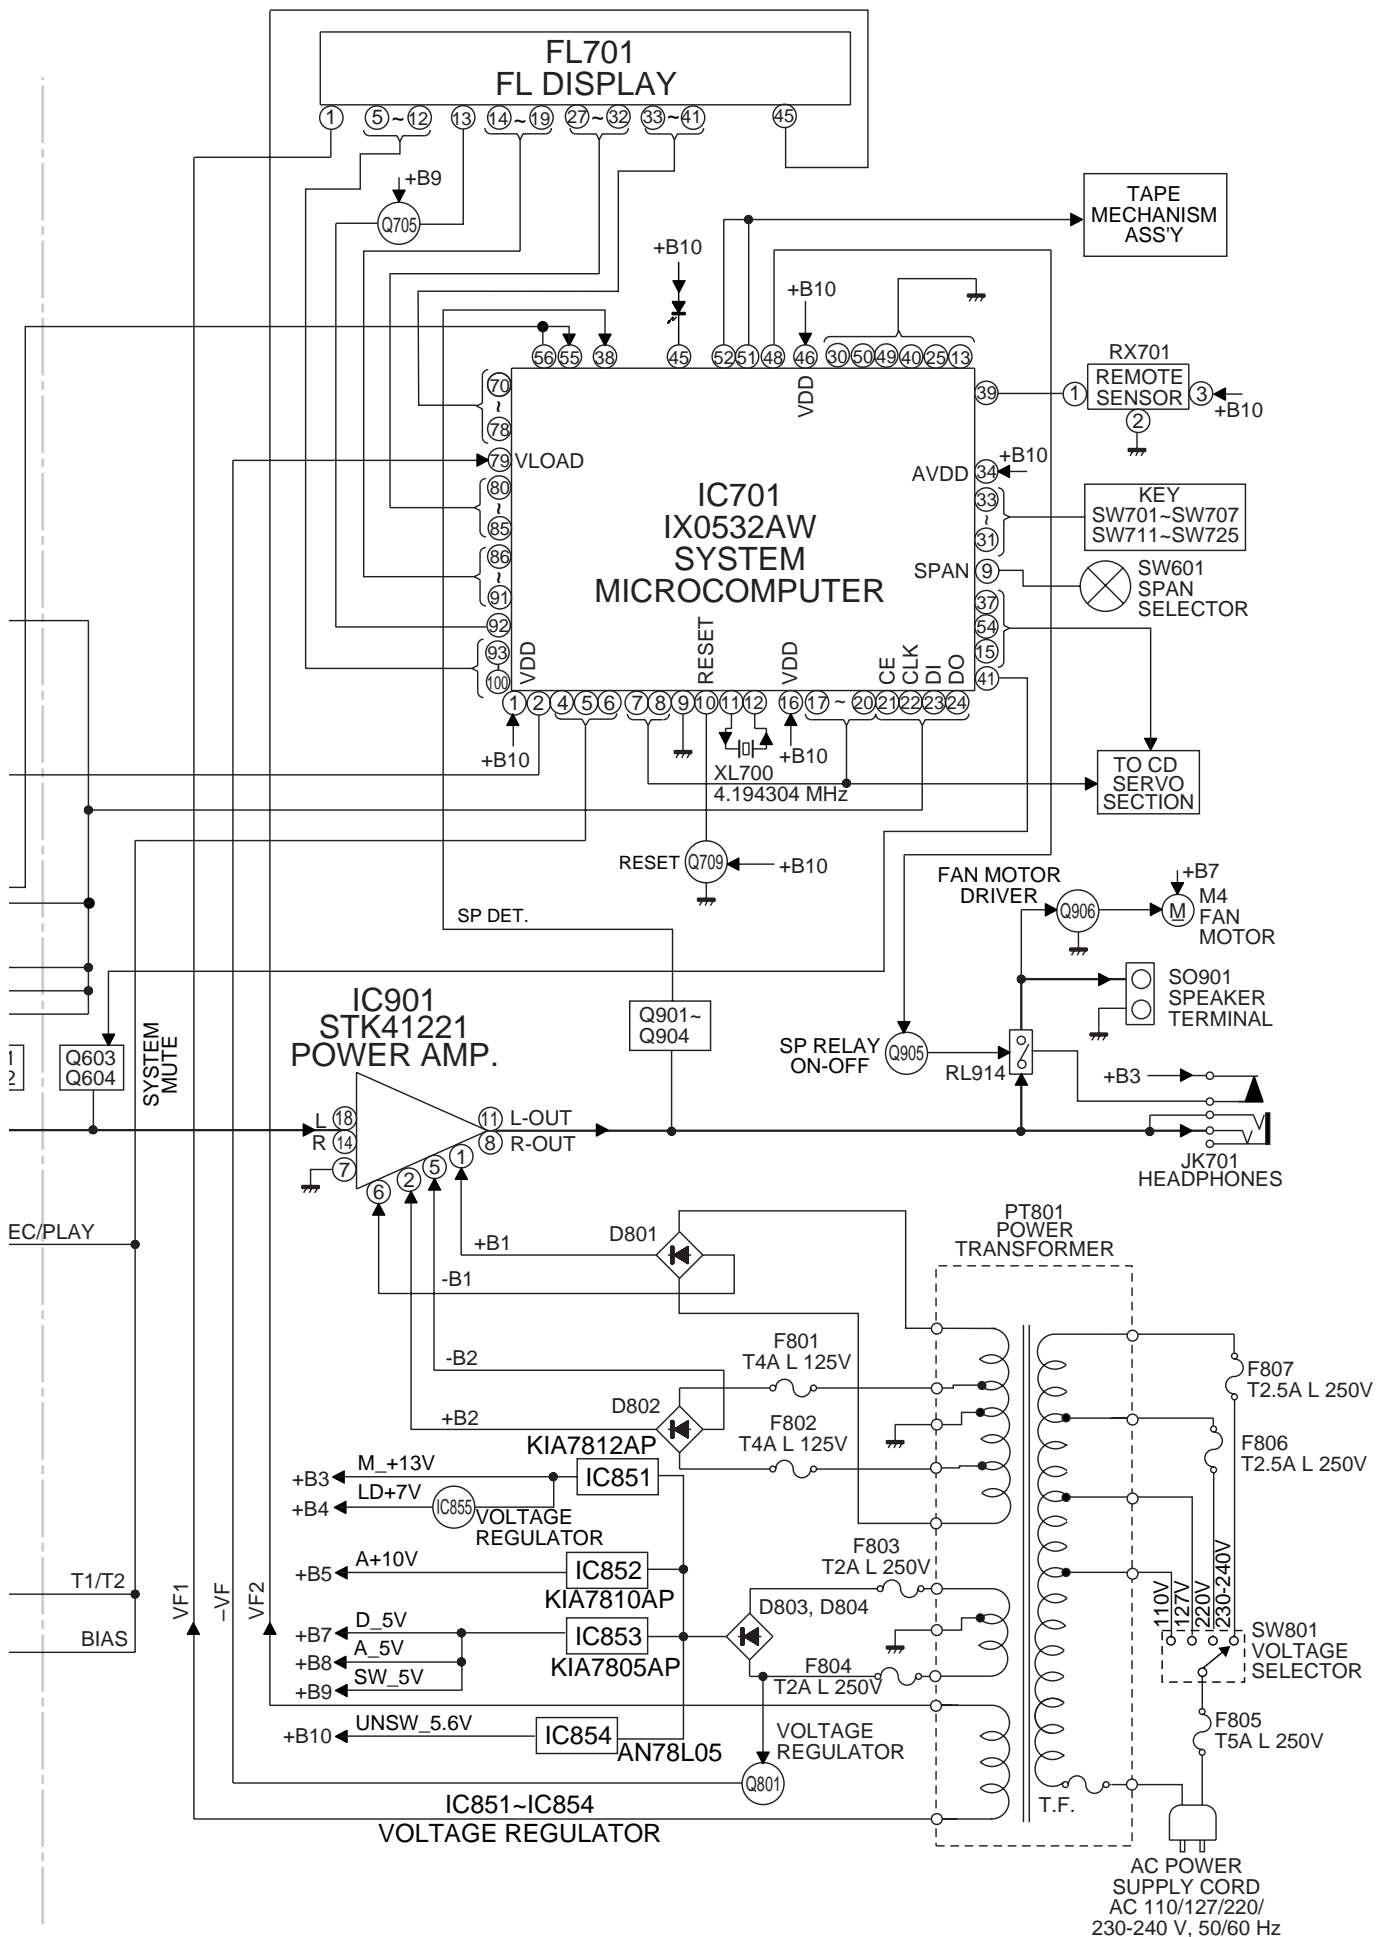 FL701
FL DISPLAY
1 5 ~ 12 13 14 ~ 19 27 ~ 32 33 ~ 41 45
+B9
Q705
TAPE
MECHANISM
ASS'Y
+B10
+B10
56 55 38 45 52 51 48 46 30 50 49 40 25 13
VDD
RX701
REMOTE
SENSOR
39 1 3
+B10
2
70
~
78
79 VLOAD
80
~
85
86
~
91
92
93
100
VDD
IC701
IX0532AW
SYSTEM
MICROCOMPUTER
AVDD 34 +B10
33
~
31
KEY
SW701~SW707
SW711~SW725
SPAN 9
SW601
SPAN
SELECTOR
37
54
15
41
RESET
VDD
CE
CLK
DI
DO
1 2 4 5 6 7 8 9 10 11 12 16 17 ~ 20 21 22 23 24
+B10
XL700
4.194304 MHz
+B10
TO CD
SERVO
SECTION
RESET Q709 +B10
SP DET.
FAN MOTOR
DRIVER
Q906
+B7
M
M4
FAN
MOTOR
SO901
SPEAKER
TERMINAL
1
2
Q603
Q604
SYSTEM
MUTE
IC901
STK41221
POWER AMP.
Q901~
Q904
SP RELAY
ON-OFF
Q905
RL914
+B3
L 18
R 14
7
6 2 5 1
11 L-OUT
8 R-OUT
JK701
HEADPHONES
EC/PLAY
+B1
-B1
D801
PT801
POWER
TRANSFORMER
-B2
+B2
D802
F801
T4A L 125V
F802
T4A L 125V
F807
T2.5A L 250V
F806
T2.5A L 250V
KIA7812AP
+B3 M_+13V IC851
+B4 LD+7V IC855
VOLTAGE
REGULATOR
+B5 A+10V IC852
KIA7810AP
+B7 D_5V IC853
+B8 A_5V
KIA7805AP
+B9 SW_5V
+B10 UNSW_5.6V IC854 AN78L05
F803
T2A L 250V
D803, D804
F804
T2A L 250V
VOLTAGE
REGULATOR
Q801
T1/T2
BIAS
VF1
–VF
VF2
IC851~IC854
VOLTAGE REGULATOR
110V
127V
220V
230-240V
SW801
VOLTAGE
SELECTOR
F805
T5A L 250V
T.F.
AC POWER
SUPPLY CORD
AC 110/127/220/
230-240 V, 50/60 Hz